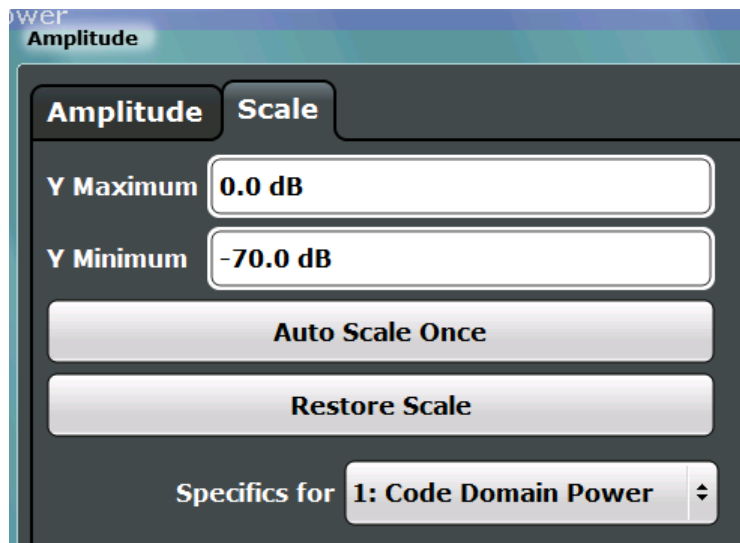 ower
Amplitude
Amplitude Scale
Y Maximum 0.0 dB
Y Minimum -70.0 dB
Auto Scale Once
Restore Scale
Specifics for 1: Code Domain Power